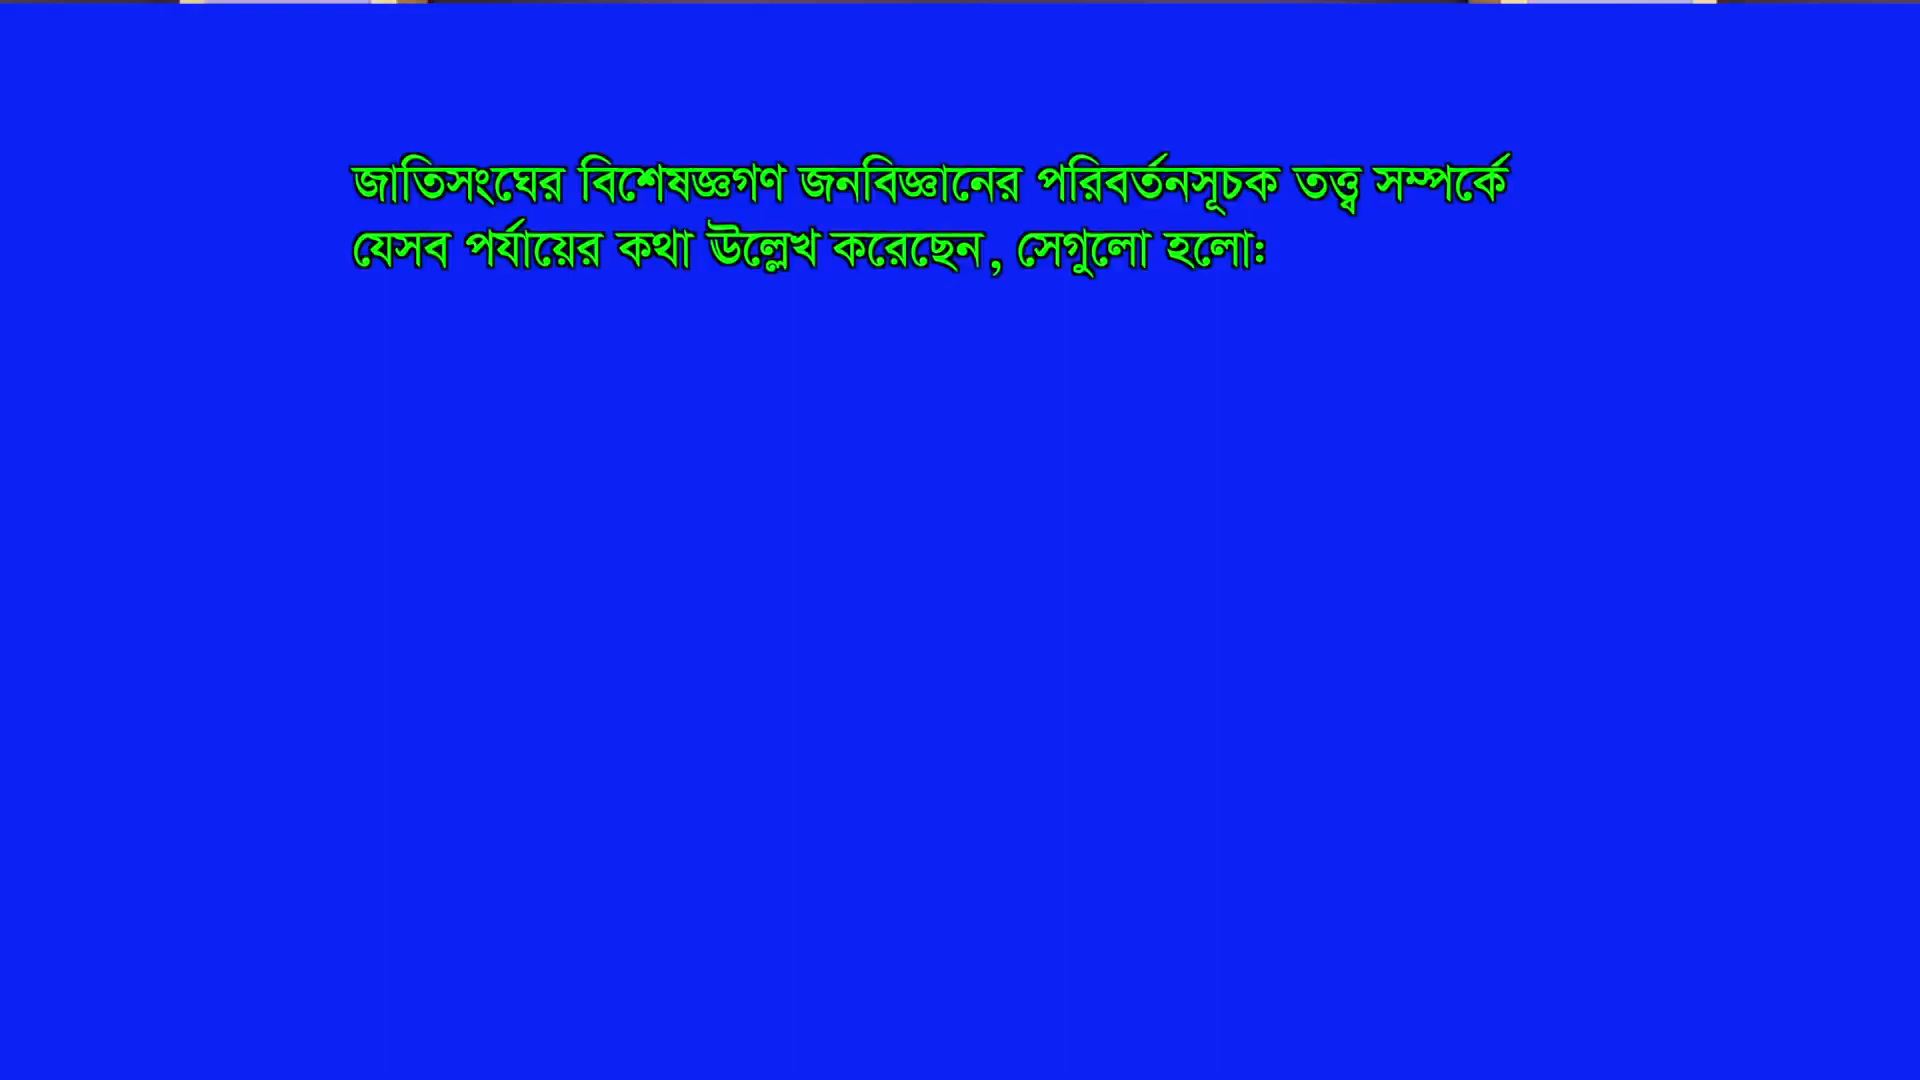 জাতিসংঘের বিশেষজ্ঞগণ জনবিজ্ঞানের পরিবর্তনসূচক তত্ত্ব সম্পর্কে
যেসব পর্যায়ের কথা উল্লেখ করেছেন, সেগুলো হলো: